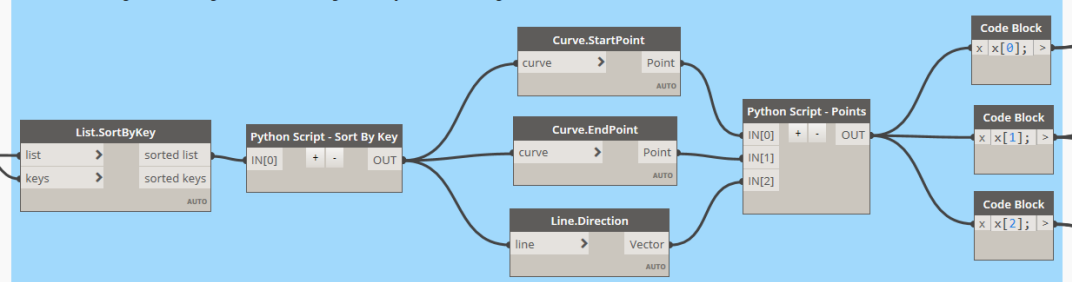 List.SortByKey
list > sorted list
keys > sorted keys
AUTO
Python Script - Sort By Key
IN[0] + - OUT
Curve.StartPoint
curve > Point
AUTO
Curve.EndPoint
curve > Point
AUTO
Line.Direction
line > Vector
AUTO
Python Script - Points
IN[0] + - OUT
IN[1]
IN[2]
Code Block
x x[0]; >
Code Block
x x[1]; >
Code Block
x x[2]; >